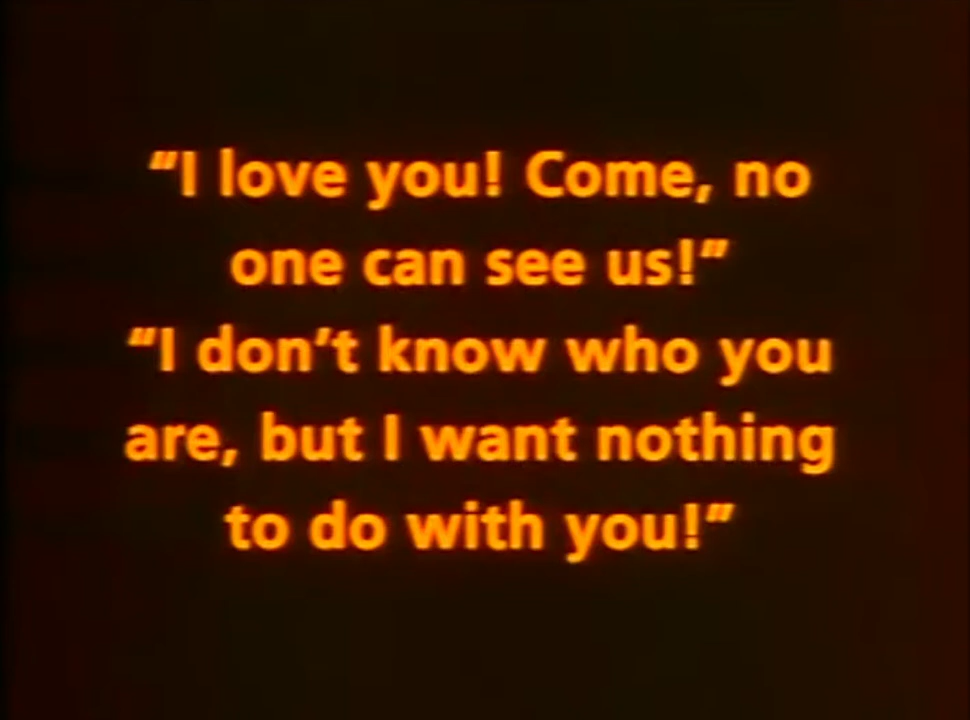 “I love you! Come, no
one can see us!”
“I don’t know who you
are, but I want nothing
to do with you!”